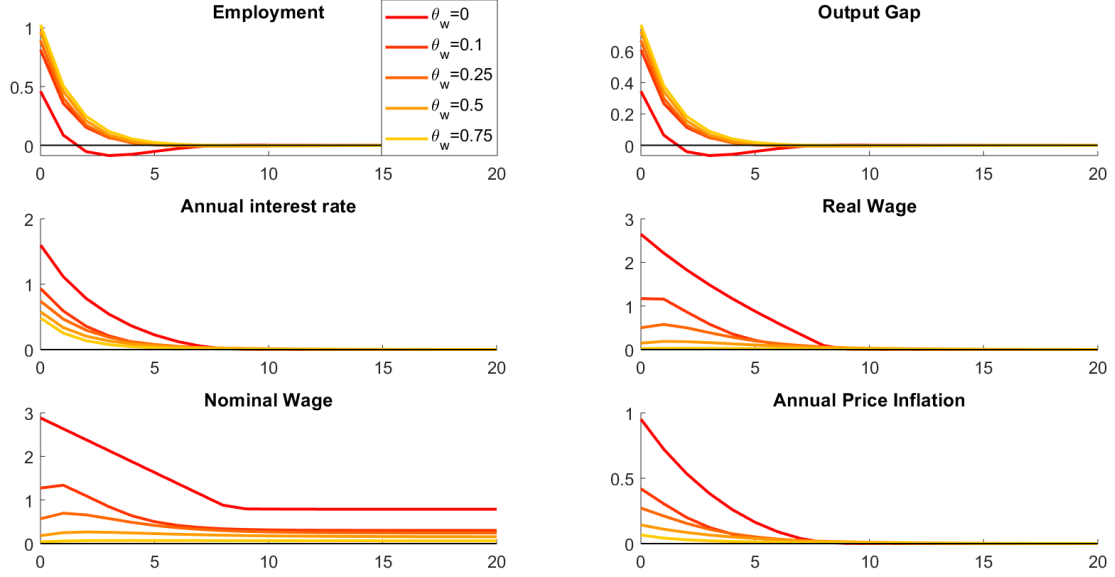 Employment
1
0.5
0
0 5 10 15 20
θw=0
θw=0.1
θw=0.25
θw=0.5
θw=0.75
Output Gap
0.6
0.4
0.2
0
0 5 10 15 20
Annual interest rate
2
1
0
0 5 10 15 20
Real Wage
3
2
1
0
0 5 10 15 20
Nominal Wage
3
2
1
0
0 5 10 15 20
Annual Price Inflation
1
0.5
0
0 5 10 15 20